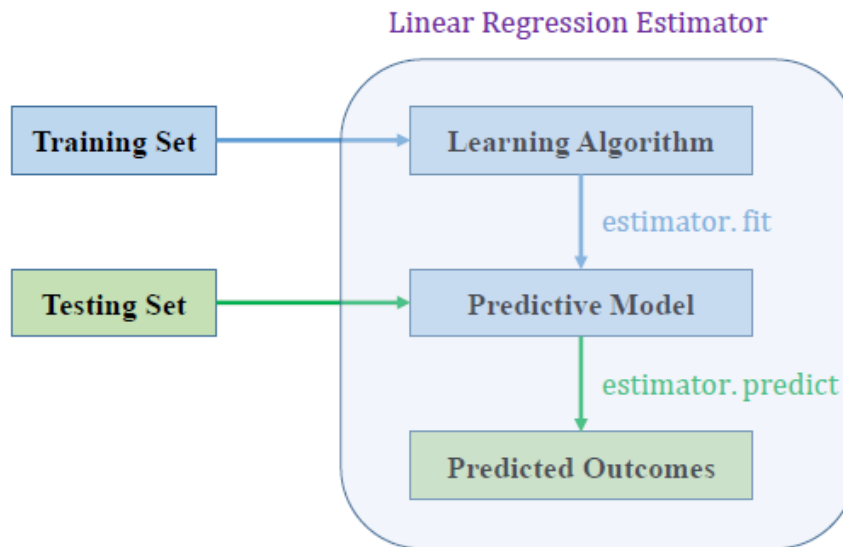 Linear Regression Estimator
Training Set
Learning Algorithm
estimator. fit
Testing Set
Predictive Model
estimator. predict
Predicted Outcomes